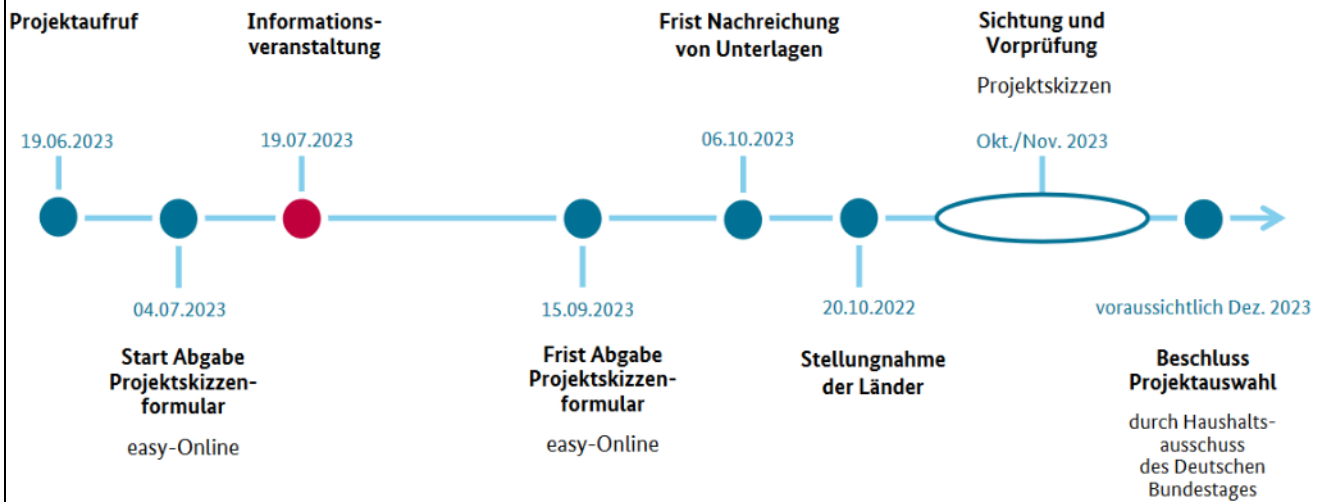 Projektaufruf
19.06.2023
04.07.2023
Start Abgabe
Projektskizzen-
formular
easy-Online
Informations-
veranstaltung
19.07.2023
15.09.2023
Frist Abgabe
Projektskizzen-
formular
easy-Online
Frist Nachreichung
von Unterlagen
06.10.2023
20.10.2022
Stellungnahme
der Länder
Sichtung und
Vorprüfung
Projektskizzen
Okt./Nov. 2023
voraussichtlich Dez. 2023
Beschluss
Projektauswahl
durch Haushalts-
ausschuss
des Deutschen
Bundestages